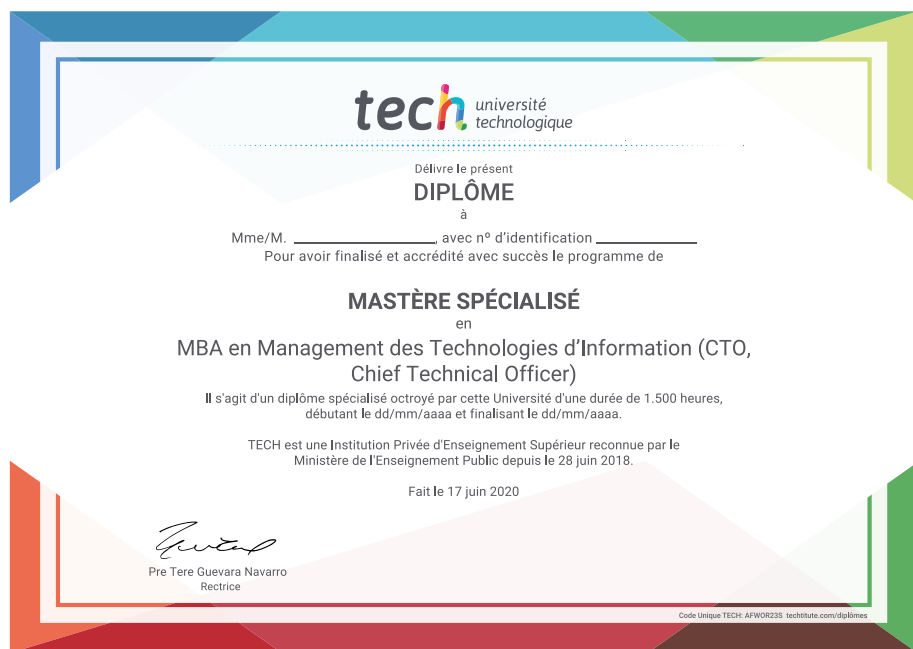 tech université
technologique
Délivre le présent
DIPLÔME
à
Mme/M. ____________, avec nº d'identification ____________
Pour avoir finalisé et accrédité avec succès le programme de
MASTÈRE SPÉCIALISÉ
en
MBA en Management des Technologies d'Information (CTO,
Chief Technical Officer)
Il s'agit d'un diplôme spécialisé octroyé par cette Université d'une durée de 1.500 heures,
débutant le dd/mm/aaaa et finalisant le dd/mm/aaaa.
TECH est une Institution Privée d'Enseignement Supérieur reconnue par le
Ministère de l'Enseignement Public depuis le 28 juin 2018.
Fait le 17 juin 2020
Pre Tere Guevara Navarro
Rectrice
Code Unique TECH: AFWOR23S techtitute.com/diplômes